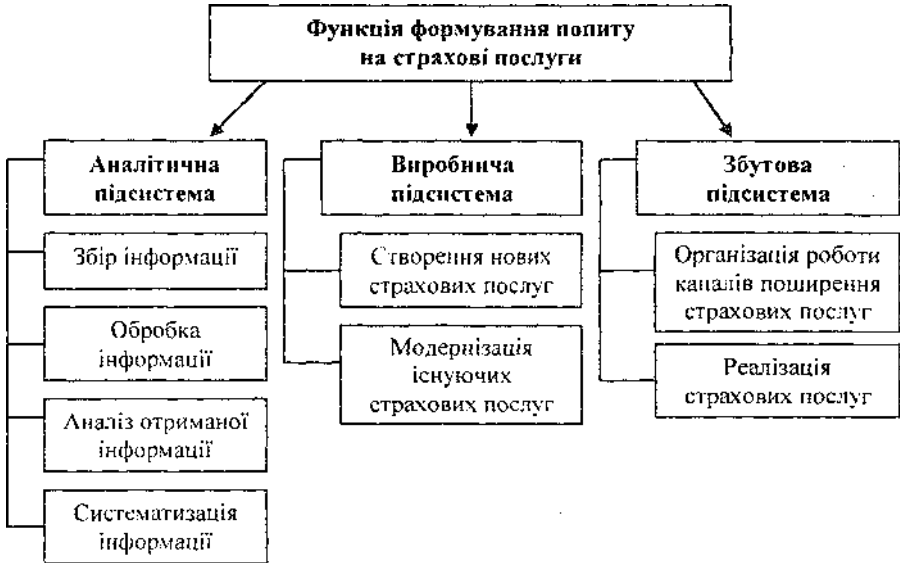 Функція формування попиту
на страхові послуги
Аналітична
підсистема
Збір інформації
Обробка
інформації
Аналіз отриманої
інформації
Систематизація
інформації
Виробнича
підсистема
Створення нових
страхових послуг
Модернізація
існуючих
страхових послуг
Збутова
підсистема
Організація роботи
каналів поширення
страхових послуг
Реалізація
страхових послуг